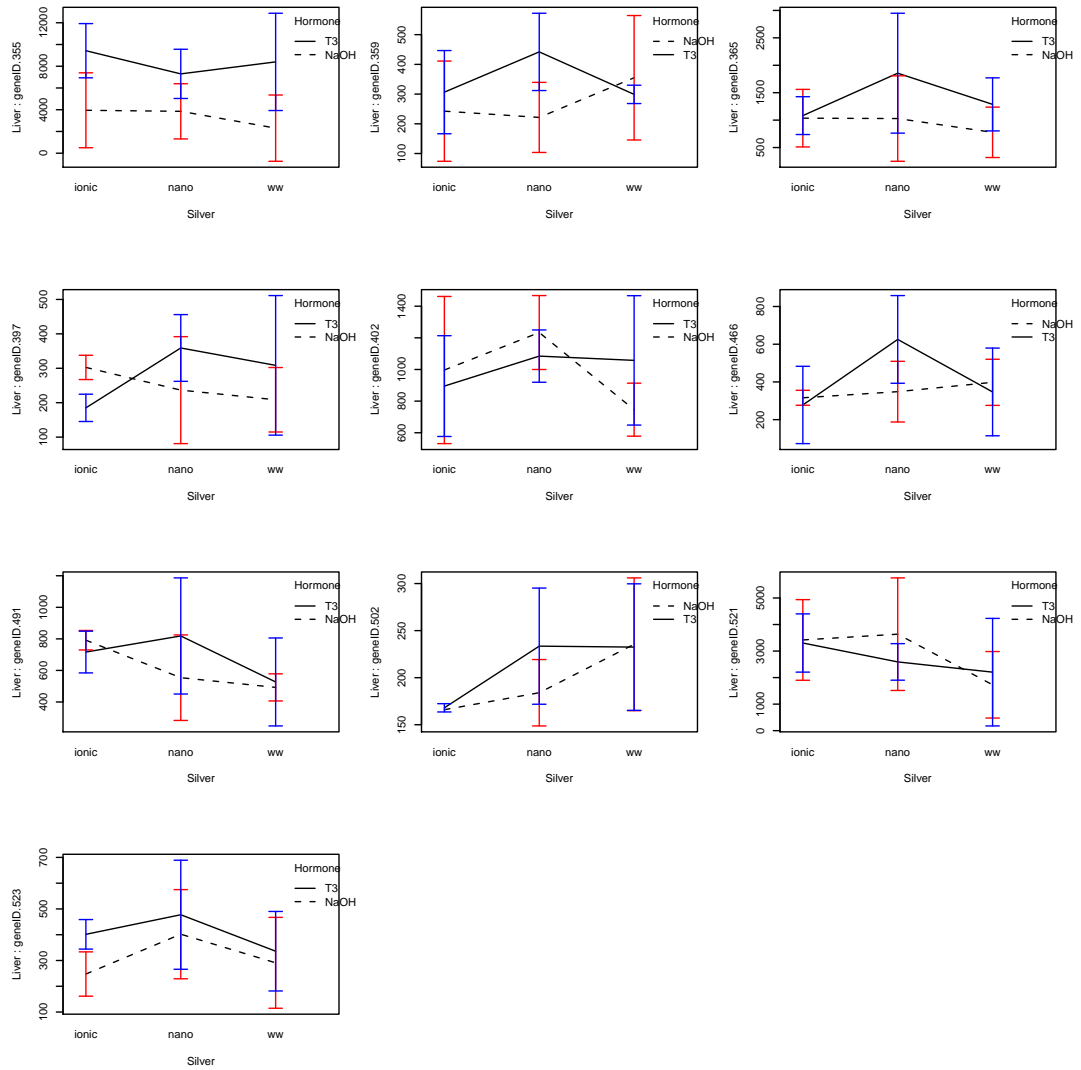 Liver : geneID.355
12000
8000
4000
0
ionic nano ww
Silver
Hormone
T3
NaOH
Liver : geneID.359
500
400
300
200
100
ionic nano ww
Silver
Hormone
NaOH
T3
Liver : geneID.365
2500
1500
500
ionic nano ww
Silver
Hormone
T3
NaOH
Liver : geneID.397
500
400
300
200
100
ionic nano ww
Silver
Hormone
T3
NaOH
Liver : geneID.402
1400
1000
800
600
ionic nano ww
Silver
Hormone
NaOH
T3
Liver : geneID.466
800
600
400
200
ionic nano ww
Silver
Hormone
NaOH
T3
Liver : geneID.491
1000
800
600
400
ionic nano ww
Silver
Hormone
T3
NaOH
Liver : geneID.502
300
250
200
150
ionic nano ww
Silver
Hormone
NaOH
T3
Liver : geneID.521
5000
3000
1000
0
ionic nano ww
Silver
Hormone
T3
NaOH
Liver : geneID.523
700
500
300
100
ionic nano ww
Silver
Hormone
T3
NaOH